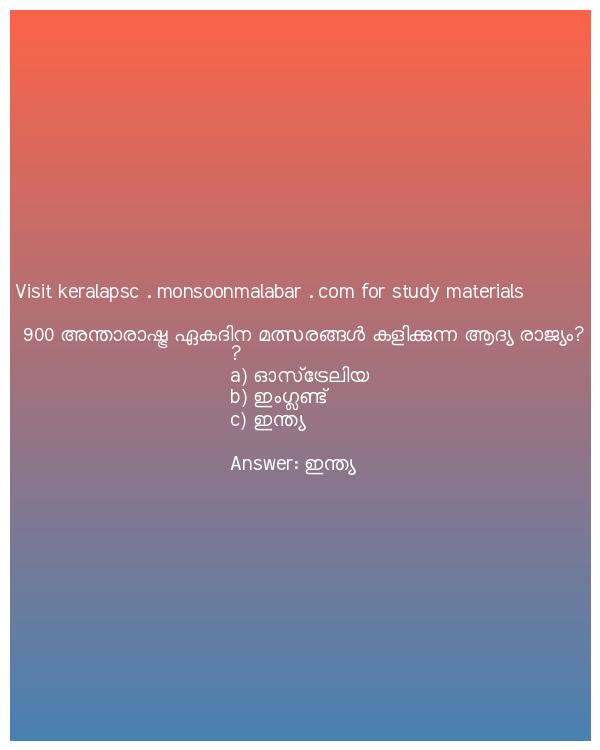 Visit keralapsc . monsoonmalabar . com for study materials
900 അന്താരാഷ്ട്ര ഏകദിന മത്സരങ്ങൾ കളിക്കുന്ന ആദ്യ രാജ്യം?
?
a) ഓസ്ട്രേലിയ
b) ഇംഗ്ലണ്ട്
c) ഇന്ത്യ
Answer: ഇന്ത്യ